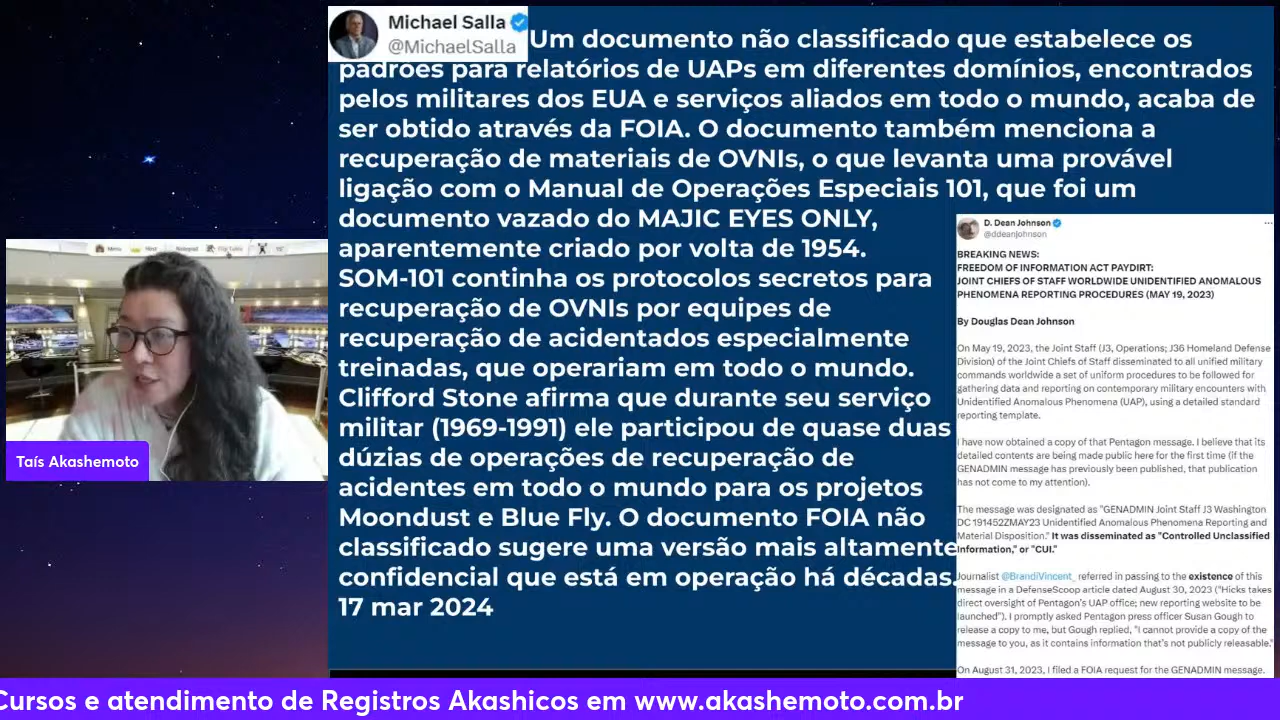 Michael Salla
@MichaelSalla
Um documento não classificado que estabelece os
padrões para relatórios de UAPs em diferentes domínios, encontrados
pelos militares dos EUA e serviços aliados em todo o mundo, acaba de
ser obtido através da FOIA. O documento também menciona a
recuperação de materiais de OVNIs, o que levanta uma provável
ligação com o Manual de Operações Especiais 101, que foi um
documento vazado do MAJIC EYES ONLY,
aparentemente criado por volta de 1954.
SOM-101 continha os protocolos secretos para
recuperação de OVNIs por equipes de
recuperação de acidentados especialmente
treinadas, que operariam em todo o mundo.
Clifford Stone afirma que durante seu serviço
militar (1969-1991) ele participou de quase duas
dúzias de operações de recuperação de
acidentes em todo o mundo para os projetos
Moondust e Blue Fly. O documento FOIA não
classificado sugere uma versão mais altamente
confidencial que está em operação há décadas.
17 mar 2024
D. Dean Johnson
@ddeanjohnson
BREAKING NEWS:
FREEDOM OF INFORMATION ACT PAYDIRT:
JOINT CHIEFS OF STAFF WORLDWIDE UNIDENTIFIED ANOMALOUS
PHENOMENA REPORTING PROCEDURES (MAY 19, 2023)
By Douglas Dean Johnson
On May 19, 2023, the Joint Staff (J3, Operations; J36 Homeland Defense
Division) of the Joint Chiefs of Staff disseminated to all unified military
commands worldwide a set of uniform procedures to be followed for
gathering data and reporting on contemporary military encounters with
Unidentified Anomalous Phenomena (UAP), using a detailed standard
reporting template.
I have now obtained a copy of that Pentagon message. I believe that its
detailed contents are being made public here for the first time (if the
GENADMIN message has previously been published, that publication
has not come to my attention).
The message was designated as "GENADMIN Joint Staff J3 Washington
DC 191452ZMAY23 Unidentified Anomalous Phenomena Reporting and
Material Disposition." It was disseminated as "Controlled Unclassified
Information," or "CUI."
Journalist @BrandiVincent_ referred in passing to the existence of this
message in a DefenseScoop article dated August 30, 2023 ("Hicks takes
direct oversight of Pentagon's UAP office; new reporting website to be
launched"). I promptly asked Pentagon press officer Susan Gough to
release a copy to me, but Gough replied, "I cannot provide a copy of the
message to you, as it contains information that's not publicly releasable."
On August 31, 2023, I filed a FOIA request for the GENADMIN message.
Taís Akashemoto
Cursos e atendimento de Registros Akashicos em www.akashemoto.com.br